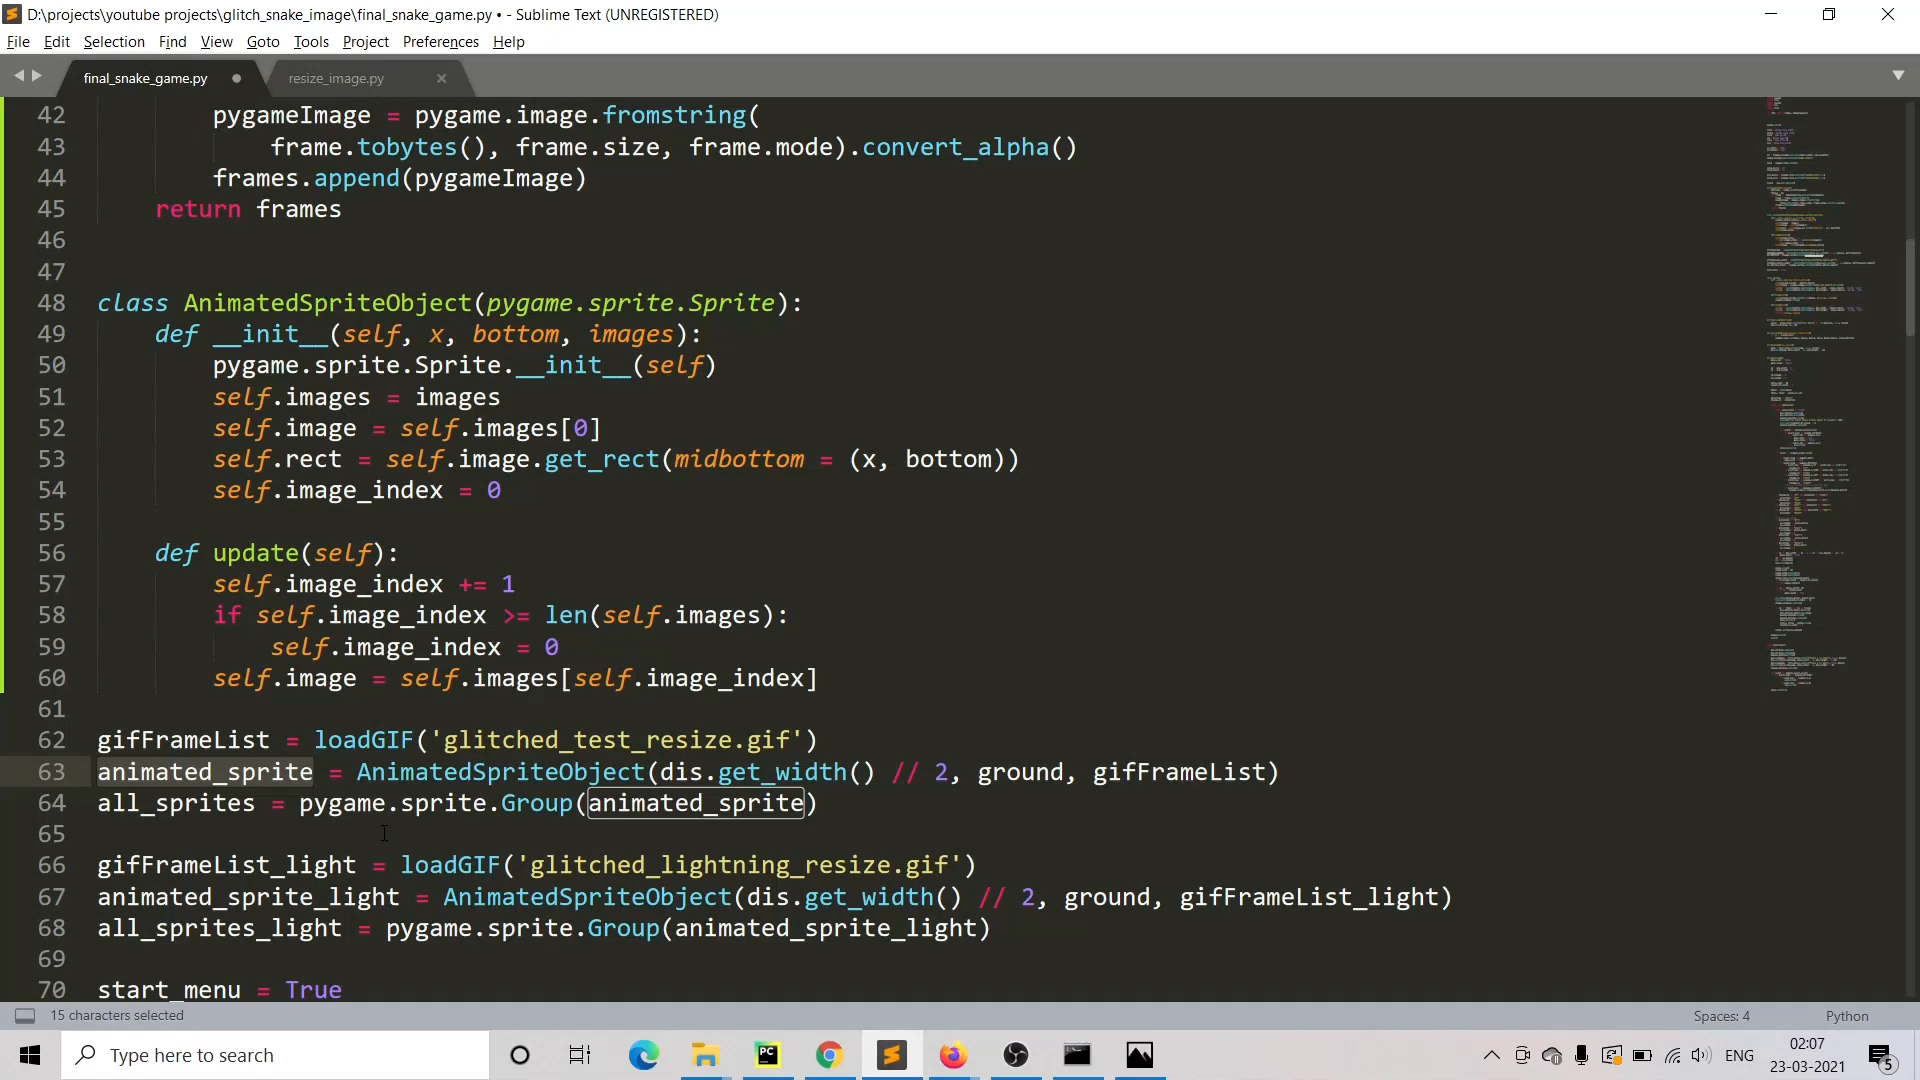 D:\projects\youtube projects\glitch_snake_image\final_snake_game.py • - Sublime Text (UNREGISTERED)
File Edit Selection Find View Goto Tools Project Preferences Help
final_snake_game.py resize_image.py
42 pygameImage = pygame.image.fromstring(
43 frame.tobytes(), frame.size, frame.mode).convert_alpha()
44 frames.append(pygameImage)
45 return frames
46
47
48 class AnimatedSpriteObject(pygame.sprite.Sprite):
49 def __init__(self, x, bottom, images):
50 pygame.sprite.Sprite.__init__(self)
51 self.images = images
52 self.image = self.images[0]
53 self.rect = self.image.get_rect(midbottom = (x, bottom))
54 self.image_index = 0
55
56 def update(self):
57 self.image_index += 1
58 if self.image_index >= len(self.images):
59 self.image_index = 0
60 self.image = self.images[self.image_index]
61
62 gifFrameList = loadGIF('glitched_test_resize.gif')
63 animated_sprite = AnimatedSpriteObject(dis.get_width() // 2, ground, gifFrameList)
64 all_sprites = pygame.sprite.Group(animated_sprite)
65
66 gifFrameList_light = loadGIF('glitched_lightning_resize.gif')
67 animated_sprite_light = AnimatedSpriteObject(dis.get_width() // 2, ground, gifFrameList_light)
68 all_sprites_light = pygame.sprite.Group(animated_sprite_light)
69
70 start_menu = True
15 characters selected Spaces: 4 Python
Type here to search ENG 02:07
23-03-2021 5